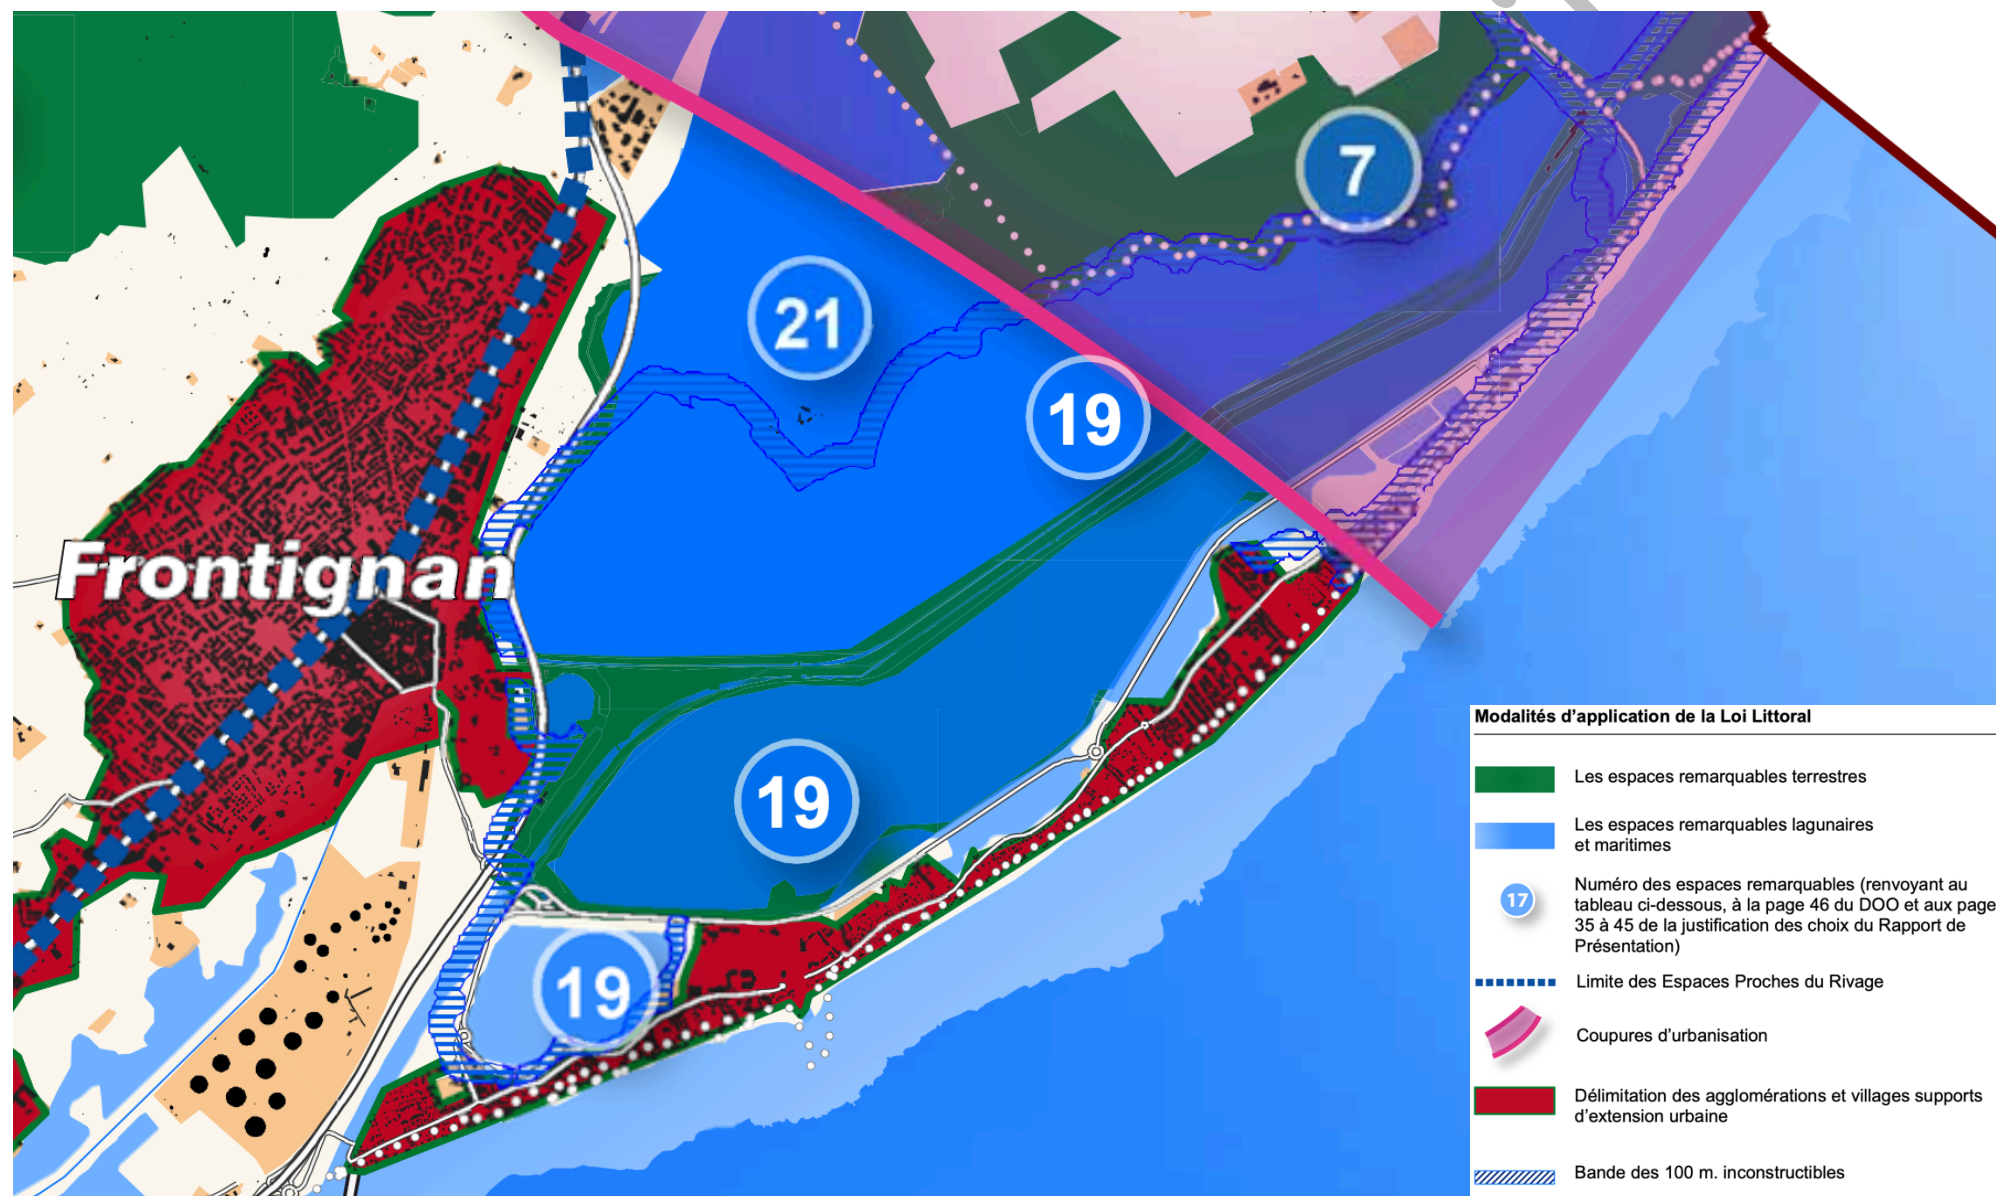 7
21
19
Frontignan
19
19
Modalités d'application de la Loi Littoral
Les espaces remarquables terrestres
Les espaces remarquables lagunaires
et maritimes
17
Numéro des espaces remarquables (renvoyant au
tableau ci-dessous, à la page 46 du DOO et aux page
35 à 45 de la justification des choix du Rapport de
Présentation)
Limite des Espaces Proches du Rivage
Coupures d'urbanisation
Délimitation des agglomérations et villages supports
d'extension urbaine
Bande des 100 m. inconstructibles